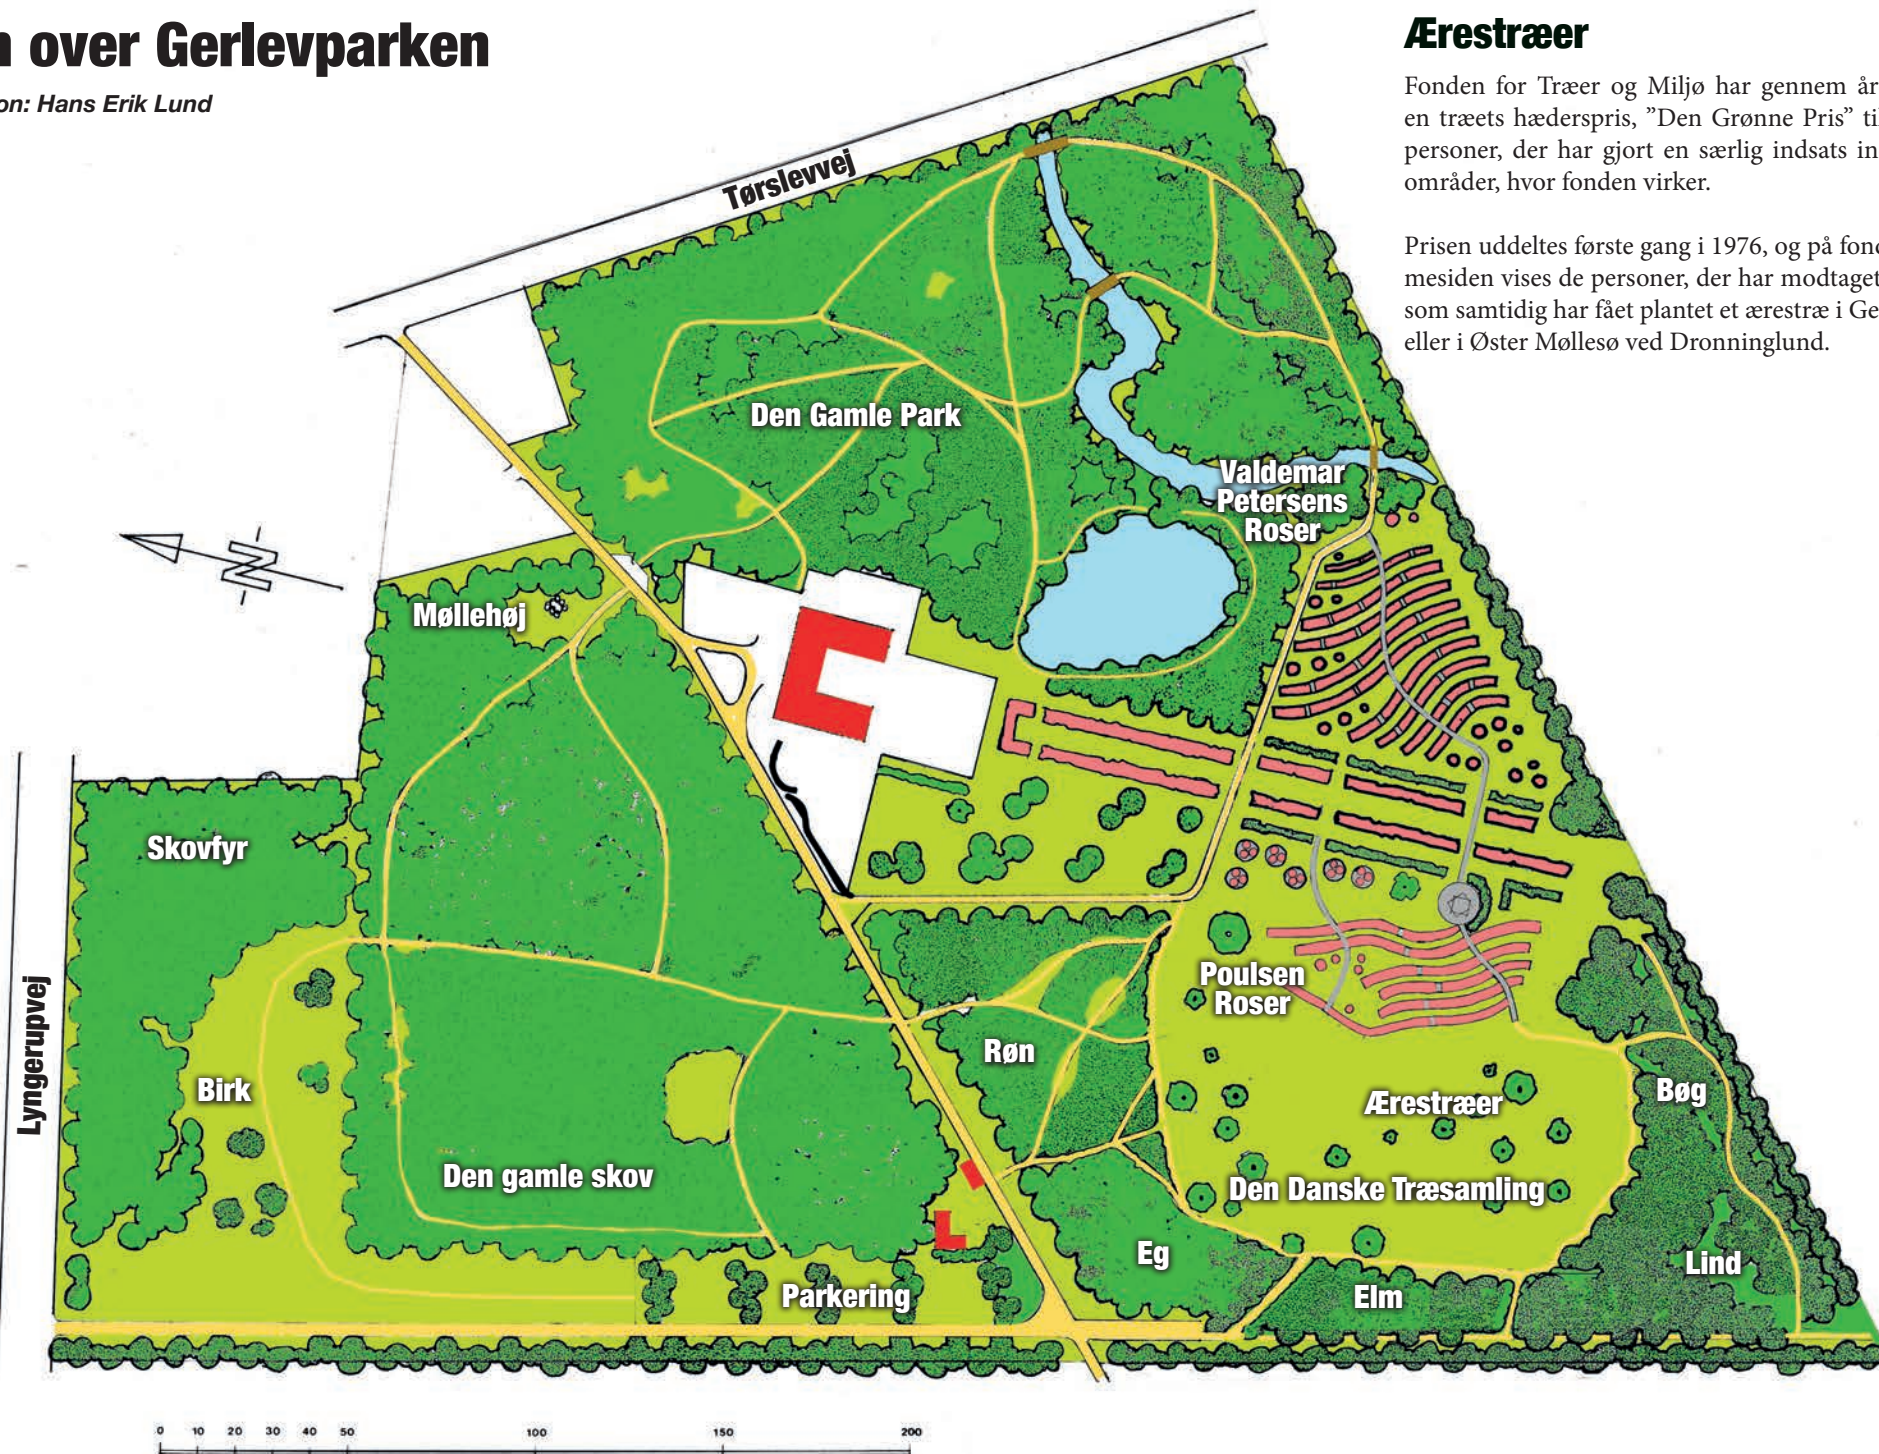 over Gerlevparken
Hans Erik Lund
Ærestræer
Fonden for Træer og Miljø har gennem år
en træets hæderspris, ”Den Grønne Pris” ti
personer, der har gjort en særlig indsats in
områder, hvor fonden virker.
Prisen uddeltes første gang i 1976, og på fond
mesiden vises de personer, der har modtaget
som samtidig har fået plantet et ærestræ i Ge
eller i Øster Møllesø ved Dronninglund.
Tørslevvej
Den Gamle Park
Valdemar
Petersens
Roser
N
Møllehøj
Skovfyr
Lyngerupvej
Poulsen
Roser
Røn
Birk
Ærestræer
Bøg
Den gamle skov
Den Danske Træsamling
Eg
Lind
Parkering
Elm
0 10 20 30 40 50 100 150 200